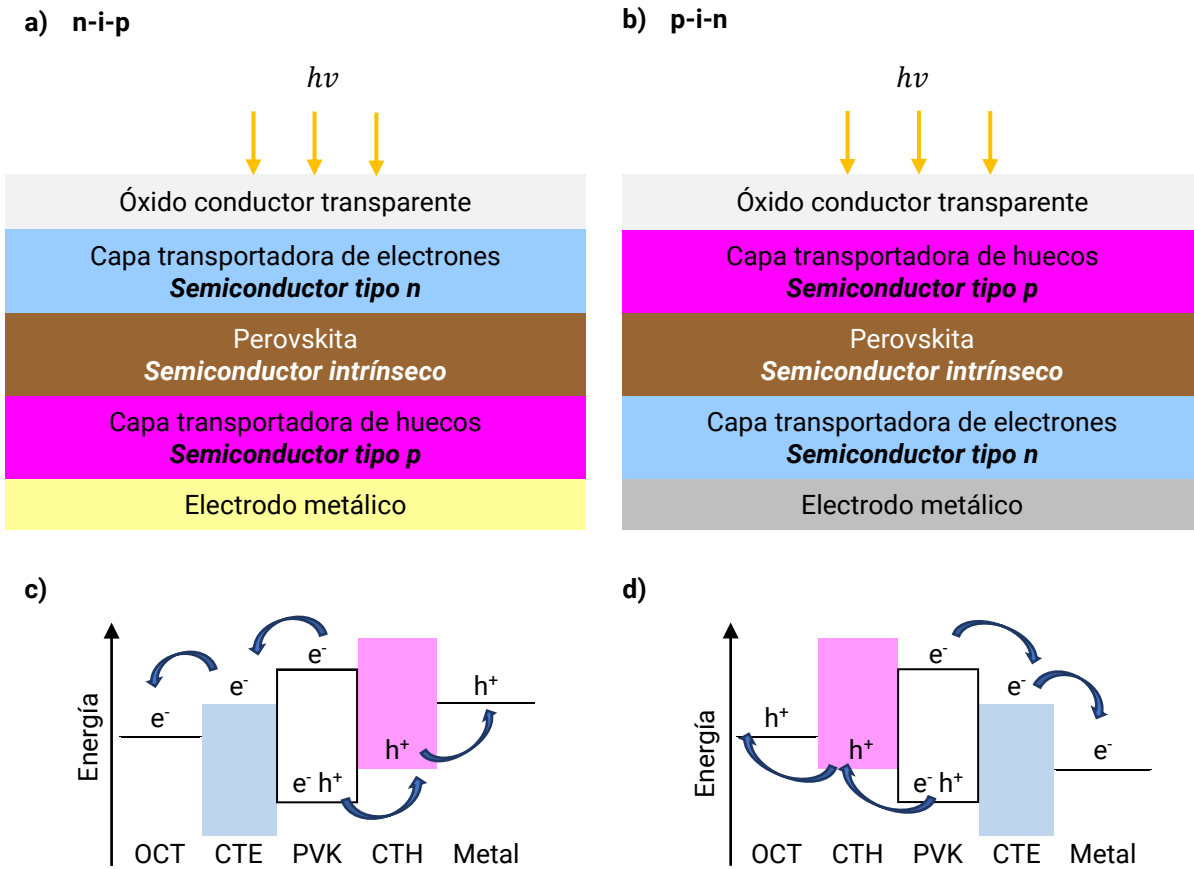 a) n-i-p
hv
Óxido conductor transparente
Capa transportadora de electrones
Semiconductor tipo n
Perovskita
Semiconductor intrínseco
Capa transportadora de huecos
Semiconductor tipo p
Electrodo metálico
b) p-i-n
hv
Óxido conductor transparente
Capa transportadora de huecos
Semiconductor tipo p
Perovskita
Semiconductor intrínseco
Capa transportadora de electrones
Semiconductor tipo n
Electrodo metálico
c)
Energía
e⁻
e⁻
e⁻
e⁻ h⁺
h⁺
h⁺
OCT CTE PVK CTH Metal
d)
Energía
h⁺
h⁺
e⁻
e⁻ h⁺
e⁻
e⁻
OCT CTH PVK CTE Metal